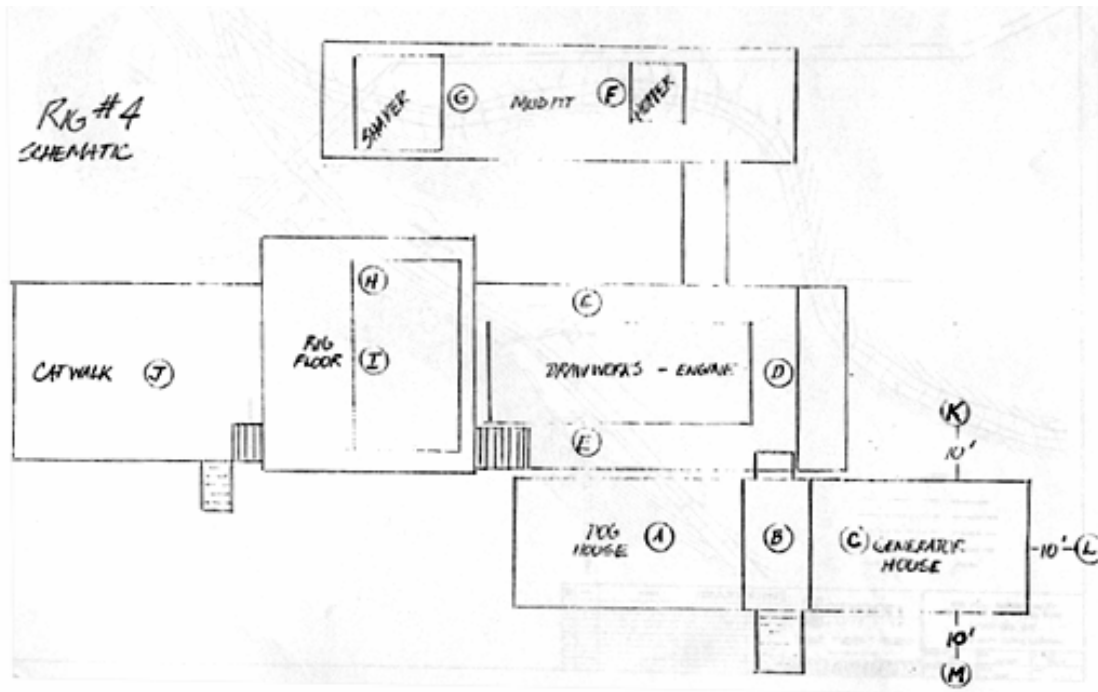 RIG #4
SCHEMATIC
SHAKER
G
MUD PIT
F
HOPPER
H
C
CATWALK
J
RIG
FLOOR
I
DRAWWORKS - ENGINE
D
E
K
10'
DOG
HOUSE
A
B
C
GENERATOR
HOUSE
10'
L
10'
M